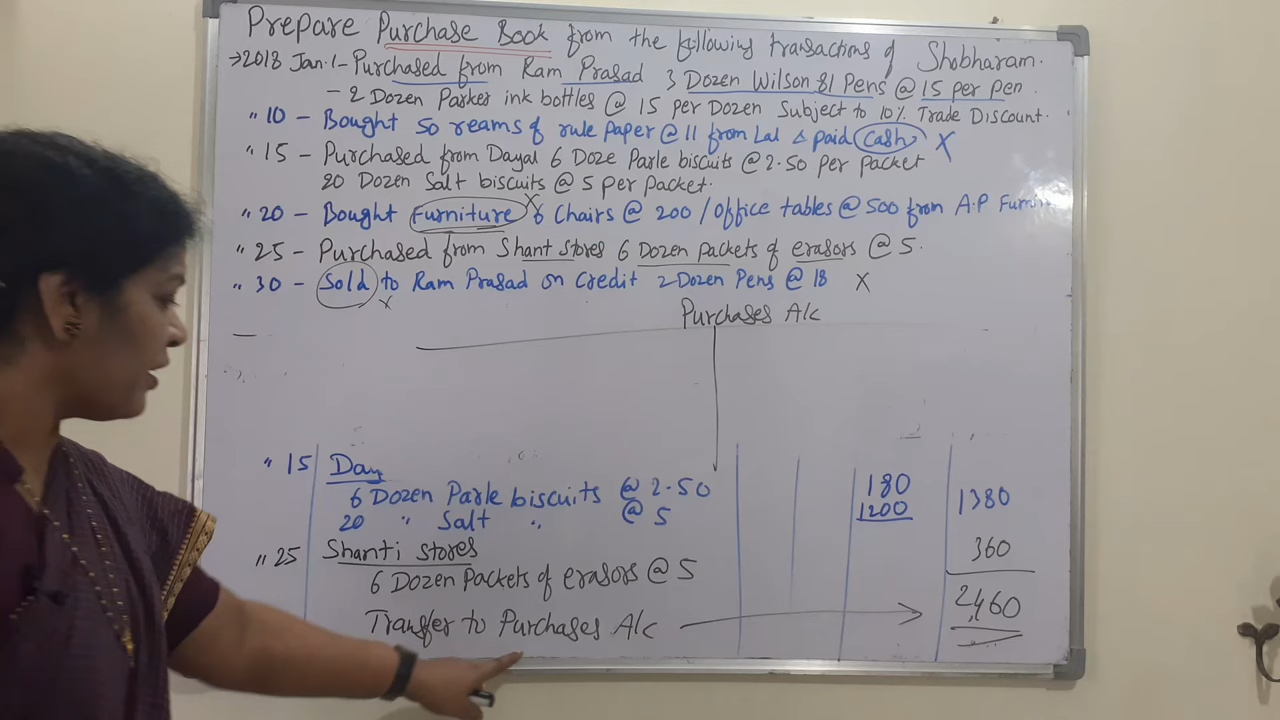 Prepare Purchase Book from the following transactions of Shobharam.
→2018 Jan.1- Purchased from Ram Prasad 3 Dozen Wilson 81 Pens @ 15 per pen.
- 2 Dozen Parker ink bottles @ 15 per Dozen Subject to 10% Trade Discount.
" 10 - Bought 50 reams of rule paper @ 11 from Lal & paid Cash X
" 15 - Purchased from Dayal 6 Doze Parle biscuits @ 2.50 per packet
20 Dozen Salt biscuits @ 5 per packet.
" 20 - Bought Furniture X 6 Chairs @ 200 / Office tables @ 500 from A.P Furni
" 25 - Purchased from Shant stores 6 Dozen packets of erasors @ 5.
" 30 - Sold to Ram Prasad on Credit 2 Dozen Pens @ 18 X
X
Purchases A/c
" 15 Day
6 Dozen Parle biscuits @ 2.50 180 1380
20 " Salt " @ 5 1200
" 25 Shanti stores 360
6 Dozen Packets of erasors @ 5
Transfer to Purchases A/c → 2,460